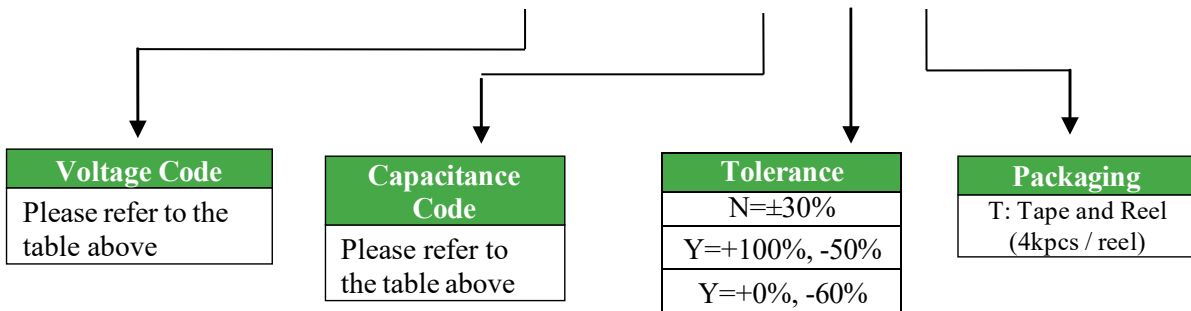 Voltage Code
Please refer to the
table above
Capacitance
Code
Please refer to
the table above
Tolerance
N=±30%
Y=+100%, -50%
Y=+0%, -60%
Packaging
T: Tape and Reel
(4kpcs / reel)